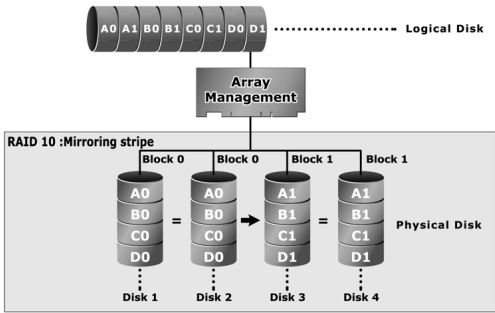 A0 A1 B0 B1 C0 C1 D0 D1 Logical Disk
Array
Management
RAID 10 :Mirroring stripe
Block 0 Block 0 Block 1 Block 1
A0 A0 A1 A1
B0 = B0 B1 = B1 Physical Disk
C0 C0 C1 C1
D0 D0 D1 D1
Disk 1 Disk 2 Disk 3 Disk 4